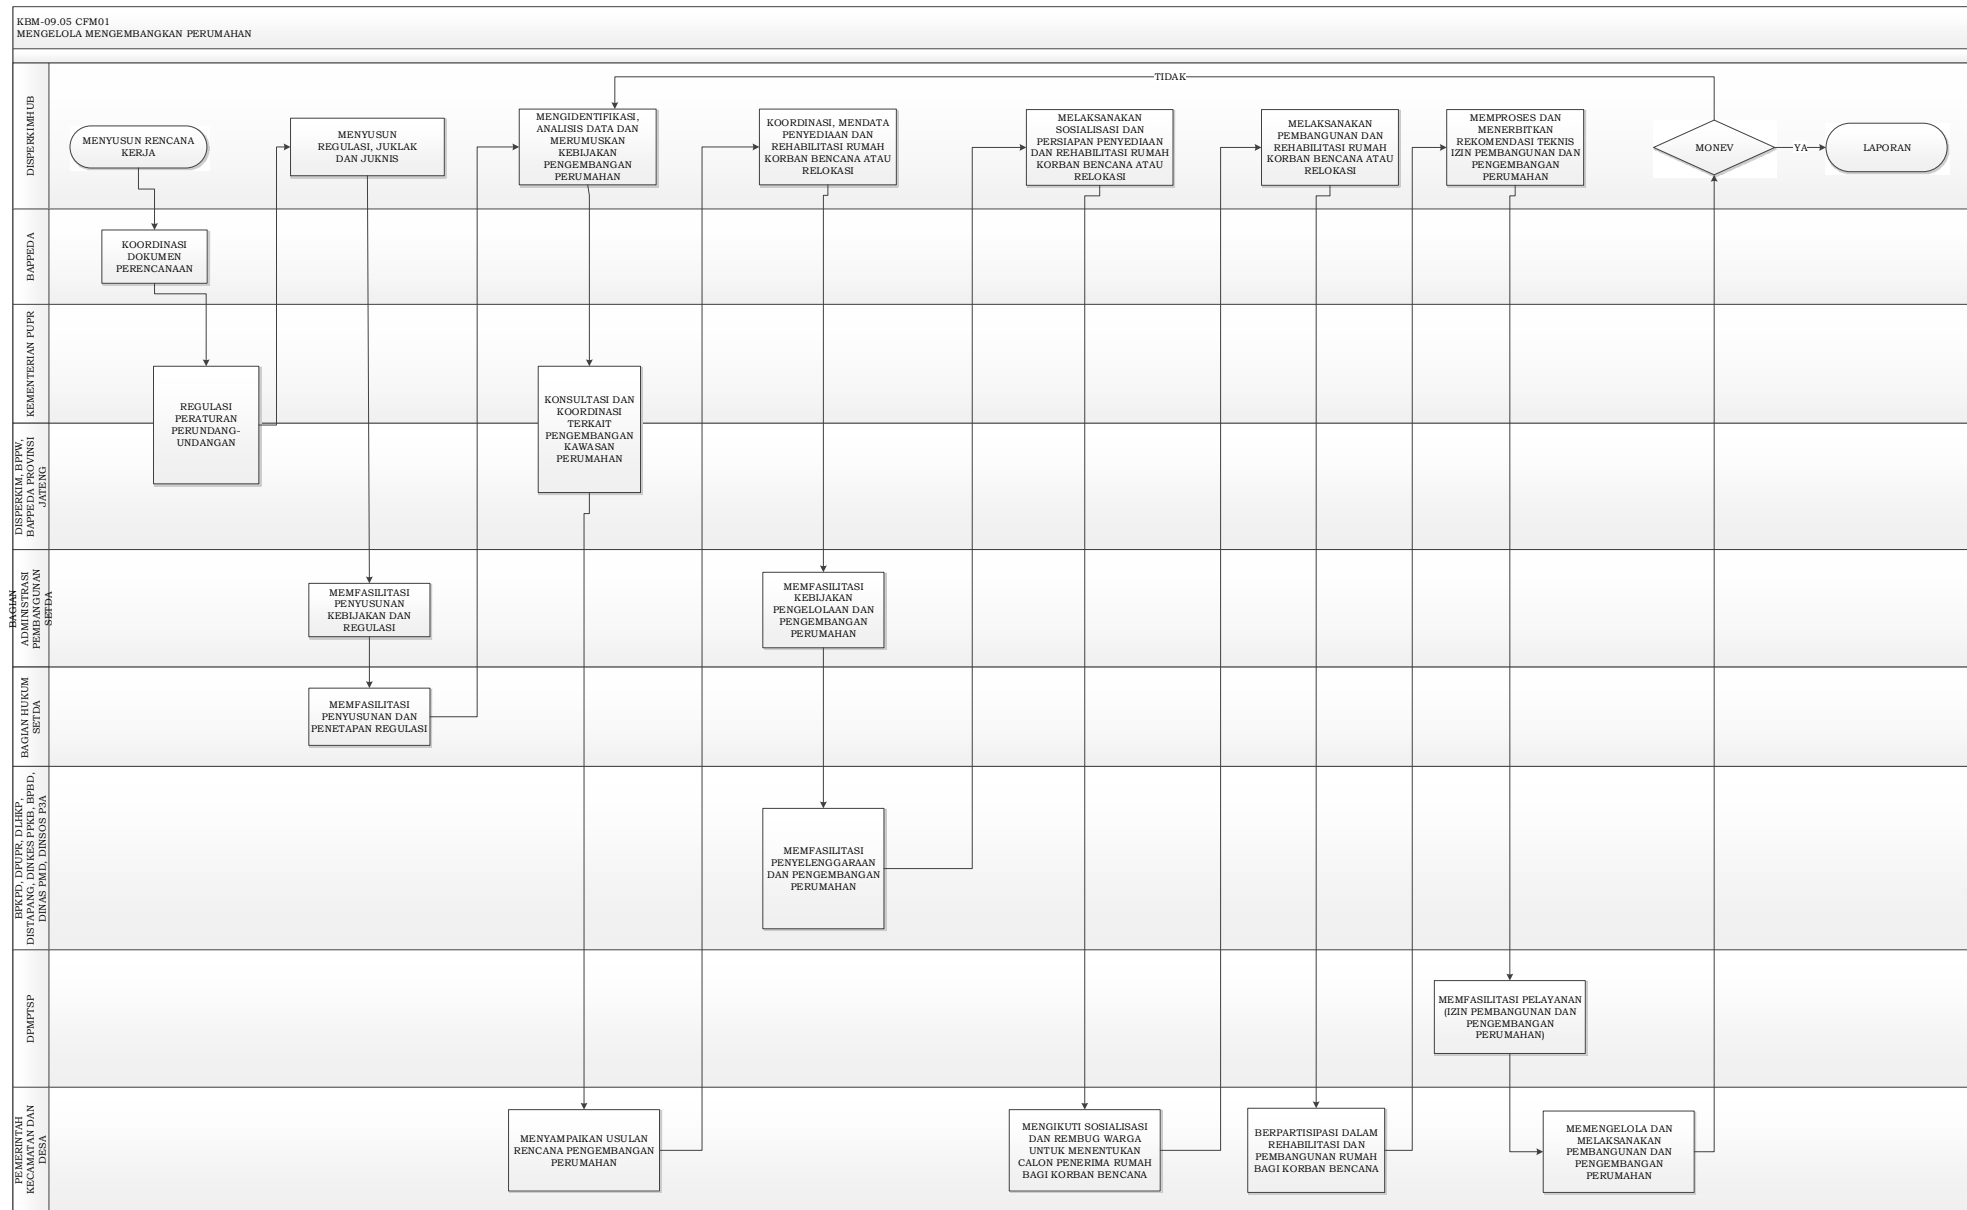 KBM-09.05 CFM01
MENGELOLA MENGEMBANGKAN PERUMAHAN
DISPERKIMHUB
MENYUSUN RENCANA
KERJA
MENYUSUN
REGULASI, JUKLAK
DAN JUKNIS
MENGIDENTIFIKASI,
ANALISIS DATA DAN
MERUMUSKAN
KEBIJAKAN
PENGEMBANGAN
PERUMAHAN
KOORDINASI, MENDATA
PENYEDIAAN DAN
REHABILITASI RUMAH
KORBAN BENCANA ATAU
RELOKASI
MELAKSANAKAN
SOSIALISASI DAN
PERSIAPAN PENYEDIAAN
DAN REHABILITASI RUMAH
KORBAN BENCANA ATAU
RELOKASI
MELAKSANAKAN
PEMBANGUNAN DAN
REHABILITASI RUMAH
KORBAN BENCANA ATAU
RELOKASI
MEMPROSES DAN
MENERBITKAN
REKOMENDASI TEKNIS
IZIN PEMBANGUNAN DAN
PENGEMBANGAN
PERUMAHAN
TIDAK
MONEV
YA
LAPORAN
BAPPEDA
KOORDINASI
DOKUMEN
PERENCANAAN
KEMENTERIAN PUPR
REGULASI
PERATURAN
PERUNDANG-
UNDANGAN
KONSULTASI DAN
KOORDINASI
TERKAIT
PENGEMBANGAN
KAWASAN
PERUMAHAN
DISPERKIM, BPPW,
BAPPEDA PROVINSI
JATENG
BAGIAN
ADMINISTRASI
PEMBANGUNAN
SETDA
MEMFASILITASI
PENYUSUNAN
KEBIJAKAN DAN
REGULASI
MEMFASILITASI
KEBIJAKAN
PENGELOLAAN DAN
PENGEMBANGAN
PERUMAHAN
BAGIAN HUKUM
SETDA
MEMFASILITASI
PENYUSUNAN DAN
PENETAPAN REGULASI
BPKPD, DPUPR, DLHKP,
DISTAPANG, DINKES PPKB, BPBD,
DINAS PMD, DINSOS P3A
MEMFASILITASI
PENYELENGGARAAN
DAN PENGEMBANGAN
PERUMAHAN
DPMPTSP
MEMFASILITASI PELAYANAN
(IZIN PEMBANGUNAN DAN
PENGEMBANGAN
PERUMAHAN)
PEMERINTAH
KECAMATAN DAN
DESA
MENYAMPAIKAN USULAN
RENCANA PENGEMBANGAN
PERUMAHAN
MENGIKUTI SOSIALISASI
DAN REMBUG WARGA
UNTUK MENENTUKAN
CALON PENERIMA RUMAH
BAGI KORBAN BENCANA
BERPARTISIPASI DALAM
REHABILITASI DAN
PEMBANGUNAN RUMAH
BAGI KORBAN BENCANA
MEMENGELOLA DAN
MELAKSANAKAN
PEMBANGUNAN DAN
PENGEMBANGAN
PERUMAHAN